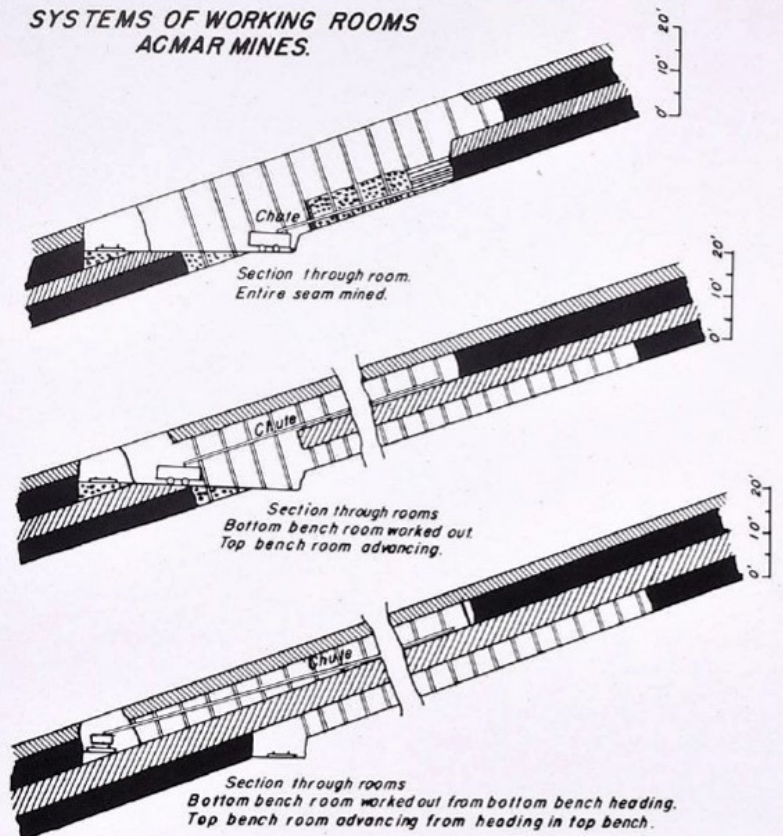 SYSTEMS OF WORKING ROOMS
ACMAR MINES.
20'
10'
0'
Chute
Section through room.
Entire seam mined.
20'
10'
0'
Chute
Section through rooms
Bottom bench room worked out.
Top bench room advancing.
20'
10'
0'
Chute
Section through rooms
Bottom bench room worked out from bottom bench heading.
Top bench room advancing from heading in top bench.